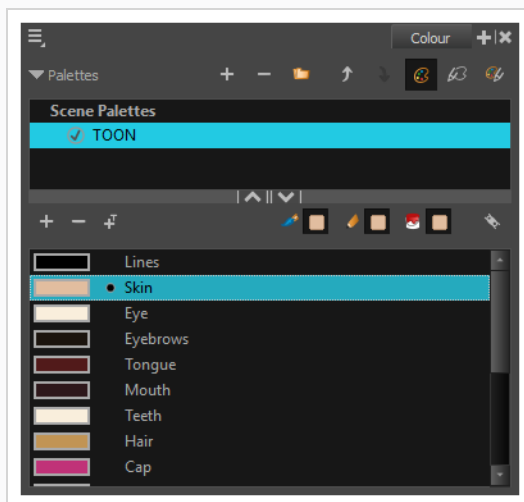 Colour
Palettes
Scene Palettes
TOON
Lines
Skin
Eye
Eyebrows
Tongue
Mouth
Teeth
Hair
Cap